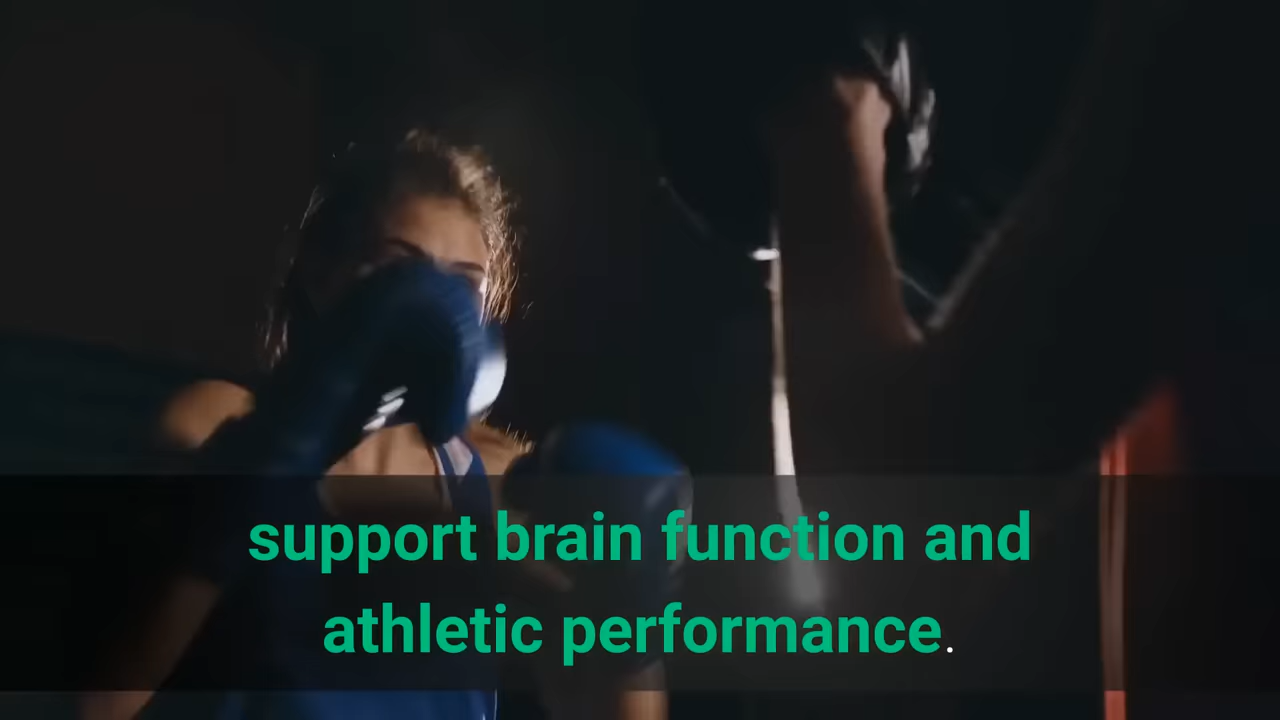 support brain function and
athletic performance.